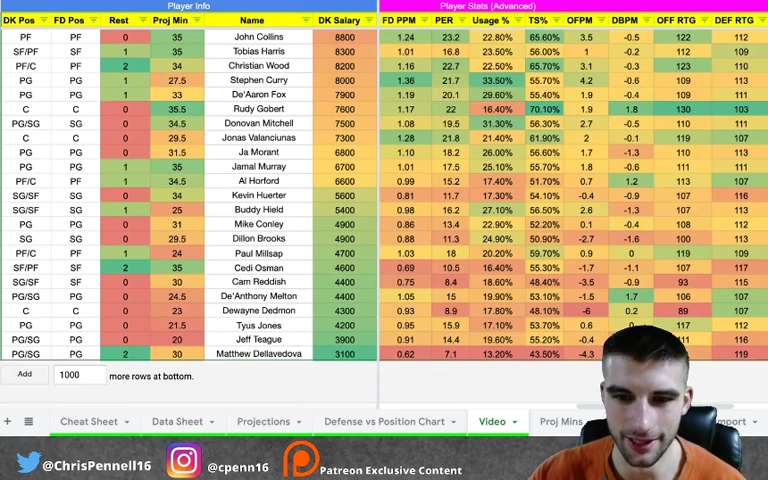 Player Info Player Stats (Advanced)
DK Pos FD Pos Rest Proj Min Name DK Salary FD PPM PER Usage % TS% OFPM DBPM OFF RTG DEF RTG
PF PF 0 34 John Collins 8800 1.24 23.2 22.80% 65.60% 3.5 -0.5 122 112
SF/PF SF 1 35 Tobias Harris 8300 1.01 16.8 23.50% 56.00% 1 -0.2 112 109
PF/C PF 2 34 Christian Wood 8200 1.16 22.7 22.50% 65.70% 3.1 -0.3 123 110
PG PG 1 27.5 Stephen Curry 8000 1.36 21.7 33.50% 55.70% 4.2 -0.6 109 113
PG PG 1 33 De'Aaron Fox 7900 1.19 20.1 29.60% 55.40% 1.9 -0.4 109 111
C C 0 35.5 Rudy Gobert 7600 1.17 22 16.40% 70.10% 1.9 1.8 130 103
PG/SG SG 0 34.5 Donovan Mitchell 7500 1.08 19.5 31.30% 56.30% 2.7 -0.5 110 111
C C 0 29.5 Jonas Valanciunas 7300 1.28 21.8 21.40% 61.90% 2 -0.1 119 107
PG PG 0 31.5 Ja Morant 6800 1.10 18.2 26.00% 56.60% 1.7 -1.3 110 113
PG PG 1 35 Jamal Murray 6700 1.01 17.5 25.10% 55.70% 1.8 -0.6 111 111
PF/C PF 1 34.5 Al Horford 6600 0.99 15.2 17.40% 51.70% 0.7 1.2 113 107
SG/SF SG 0 34 Kevin Huerter 5600 0.81 11.7 17.30% 54.10% -0.4 -0.9 107 116
SG/SF SG 1 25 Buddy Hield 5400 0.98 16.2 27.10% 56.50% 2.6 -1.3 107 113
PG PG 0 31 Mike Conley 4900 0.86 13.4 22.90% 52.20% 0.1 -0.4 108 112
SG SG 0 29.5 Dillon Brooks 4900 0.88 11.3 24.90% 50.90% -2.7 -1.6 100 113
PF/C PF 1 24 Paul Millsap 4700 1.03 18 20.20% 59.70% 0.9 0 119 109
SF/PF SF 2 35 Cedi Osman 4600 0.69 10.5 16.40% 55.30% -1.7 -1.1 107 117
SG/SF SF 0 30 Cam Reddish 4400 0.75 8.4 18.60% 48.40% -3.5 -0.9 93 115
PG/SG PG 0 24.5 De'Anthony Melton 4400 1.05 15 19.90% 53.10% -1.5 1.7 106 107
C C 0 23 Dewayne Dedmon 4300 0.93 8.9 17.80% 48.10% -6 0.2 89 112
PG PG 0 21.5 Tyus Jones 4200 0.95 15.9 17.10% 53.70% 0.6 117 112
PG/SG PG 0 20 Jeff Teague 3900 0.91 14.4 19.60% 55.20% -0.4 116
PG/SG PG 2 30 Matthew Dellavedova 3100 0.62 7.1 13.20% 43.50% -4.3 119
Add 1000 more rows at bottom.
+ Cheat Sheet Data Sheet Projections Defense vs Position Chart Video Proj Mins
@ChrisPennell16 @cpenn16 Patreon Exclusive Content